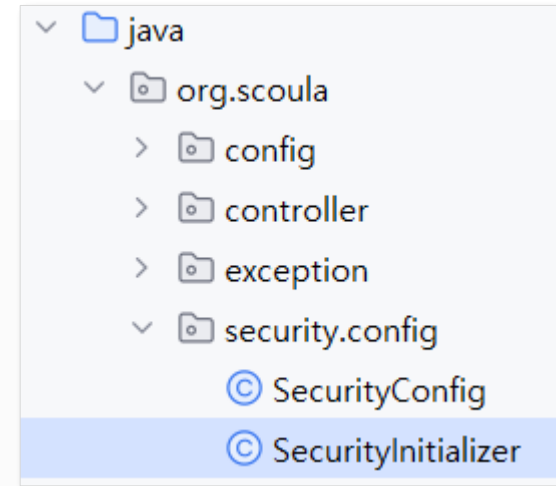 java
org.scoula
config
controller
exception
security.config
SecurityConfig
SecurityInitializer